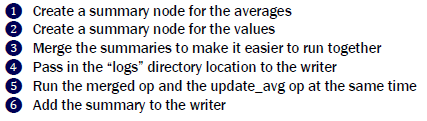 1 Create a summary node for the averages
2 Create a summary node for the values
3 Merge the summaries to make it easier to run together
4 Pass in the “logs” directory location to the writer
5 Run the merged op and the update_avg op at the same time
6 Add the summary to the writer